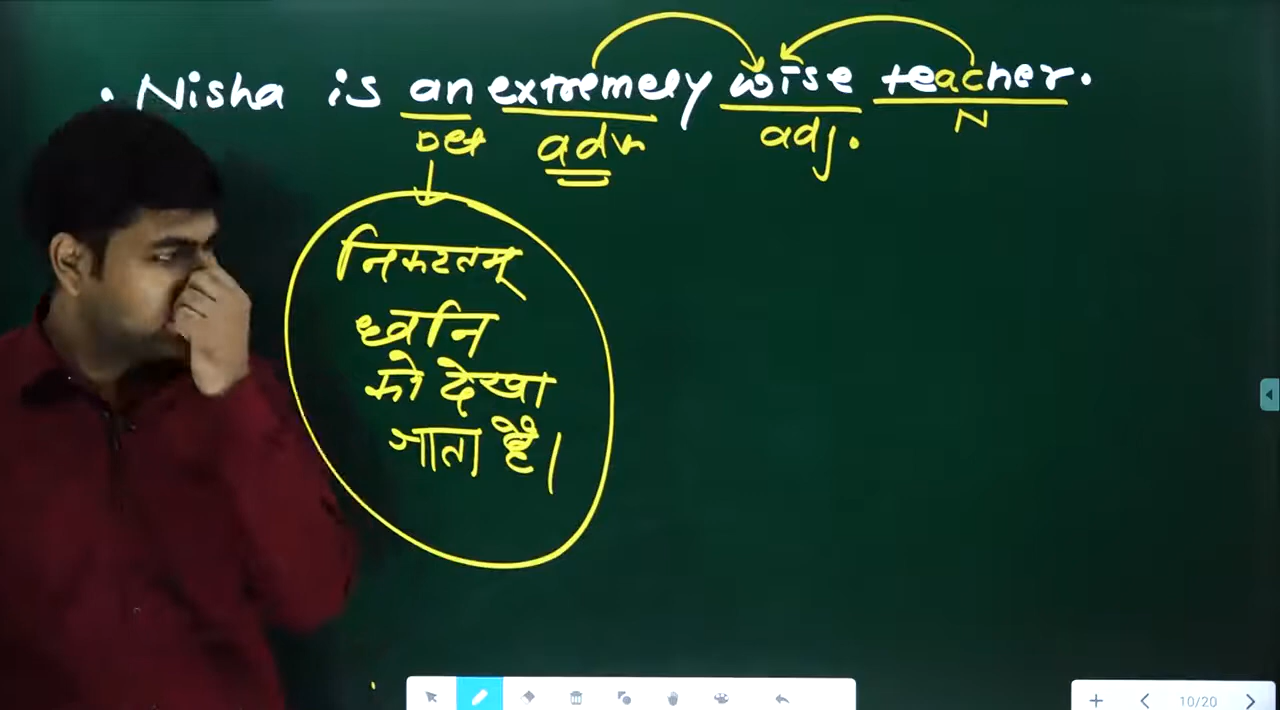 • Nisha is an extremely wise teacher.
Det adv adj. N
निकटतम्
ध्वनि
को देखा
जाता है।
10/20